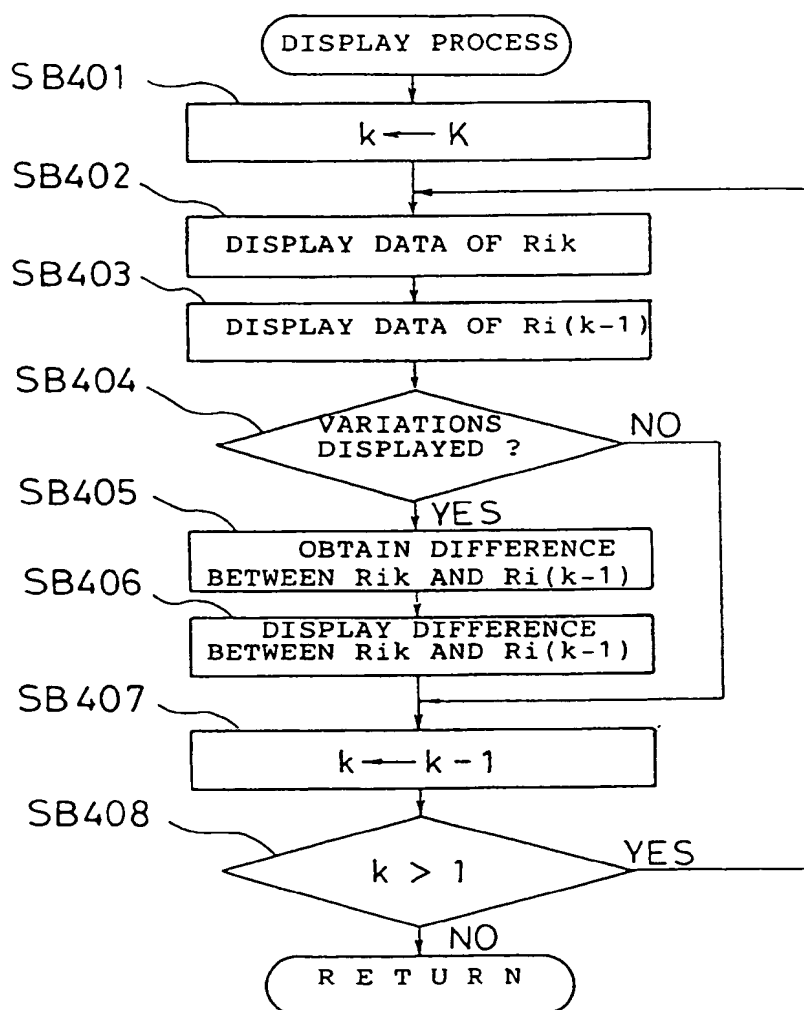 DISPLAY PROCESS
SB401
k ← K
SB402
DISPLAY DATA OF Rik
SB403
DISPLAY DATA OF Ri(k-1)
SB404
VARIATIONS
DISPLAYED ?
NO
YES
SB405
OBTAIN DIFFERENCE
BETWEEN Rik AND Ri(k-1)
SB406
DISPLAY DIFFERENCE
BETWEEN Rik AND Ri(k-1)
SB407
k ← k-1
SB408
k > 1
YES
NO
RETURN